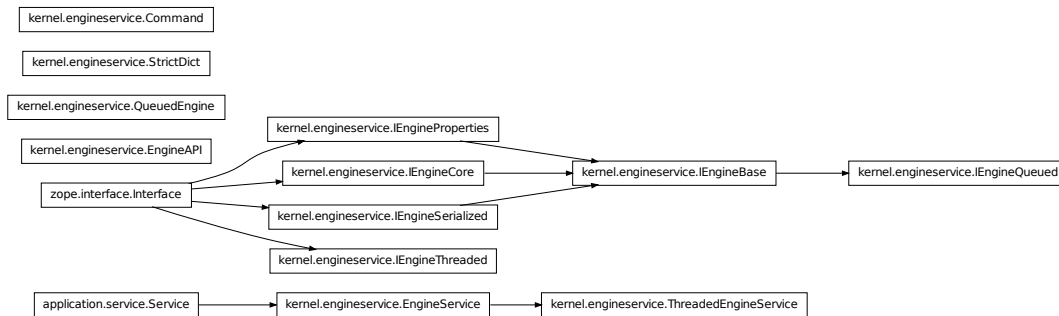 kernel.engineservice.Command
kernel.engineservice.StrictDict
kernel.engineservice.QueuedEngine
kernel.engineservice.EngineAPI
zope.interface.Interface
kernel.engineservice.IEngineProperties
kernel.engineservice.IEngineCore
kernel.engineservice.IEngineSerialized
kernel.engineservice.IEngineThreaded
kernel.engineservice.IEngineBase
kernel.engineservice.IEngineQueued
application.service.Service
kernel.engineservice.EngineService
kernel.engineservice.ThreadedEngineService